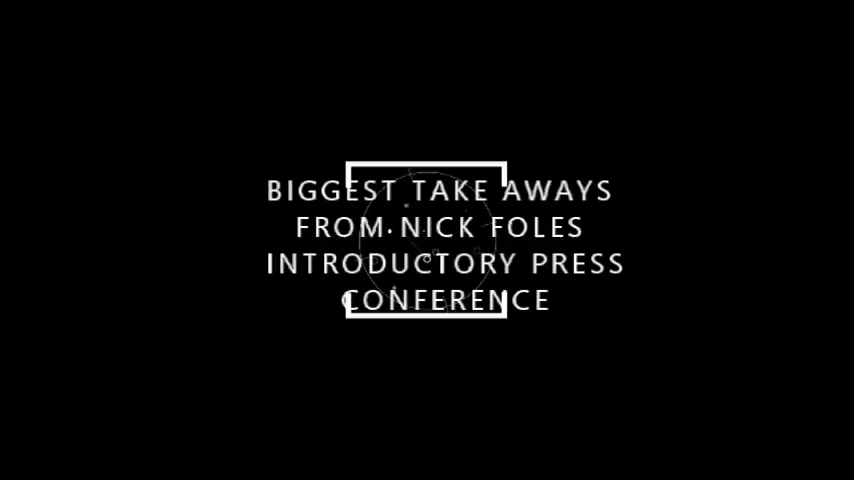 BIGGEST TAKE AWAYS
FROM NICK FOLES
INTRODUCTORY PRESS
CONFERENCE